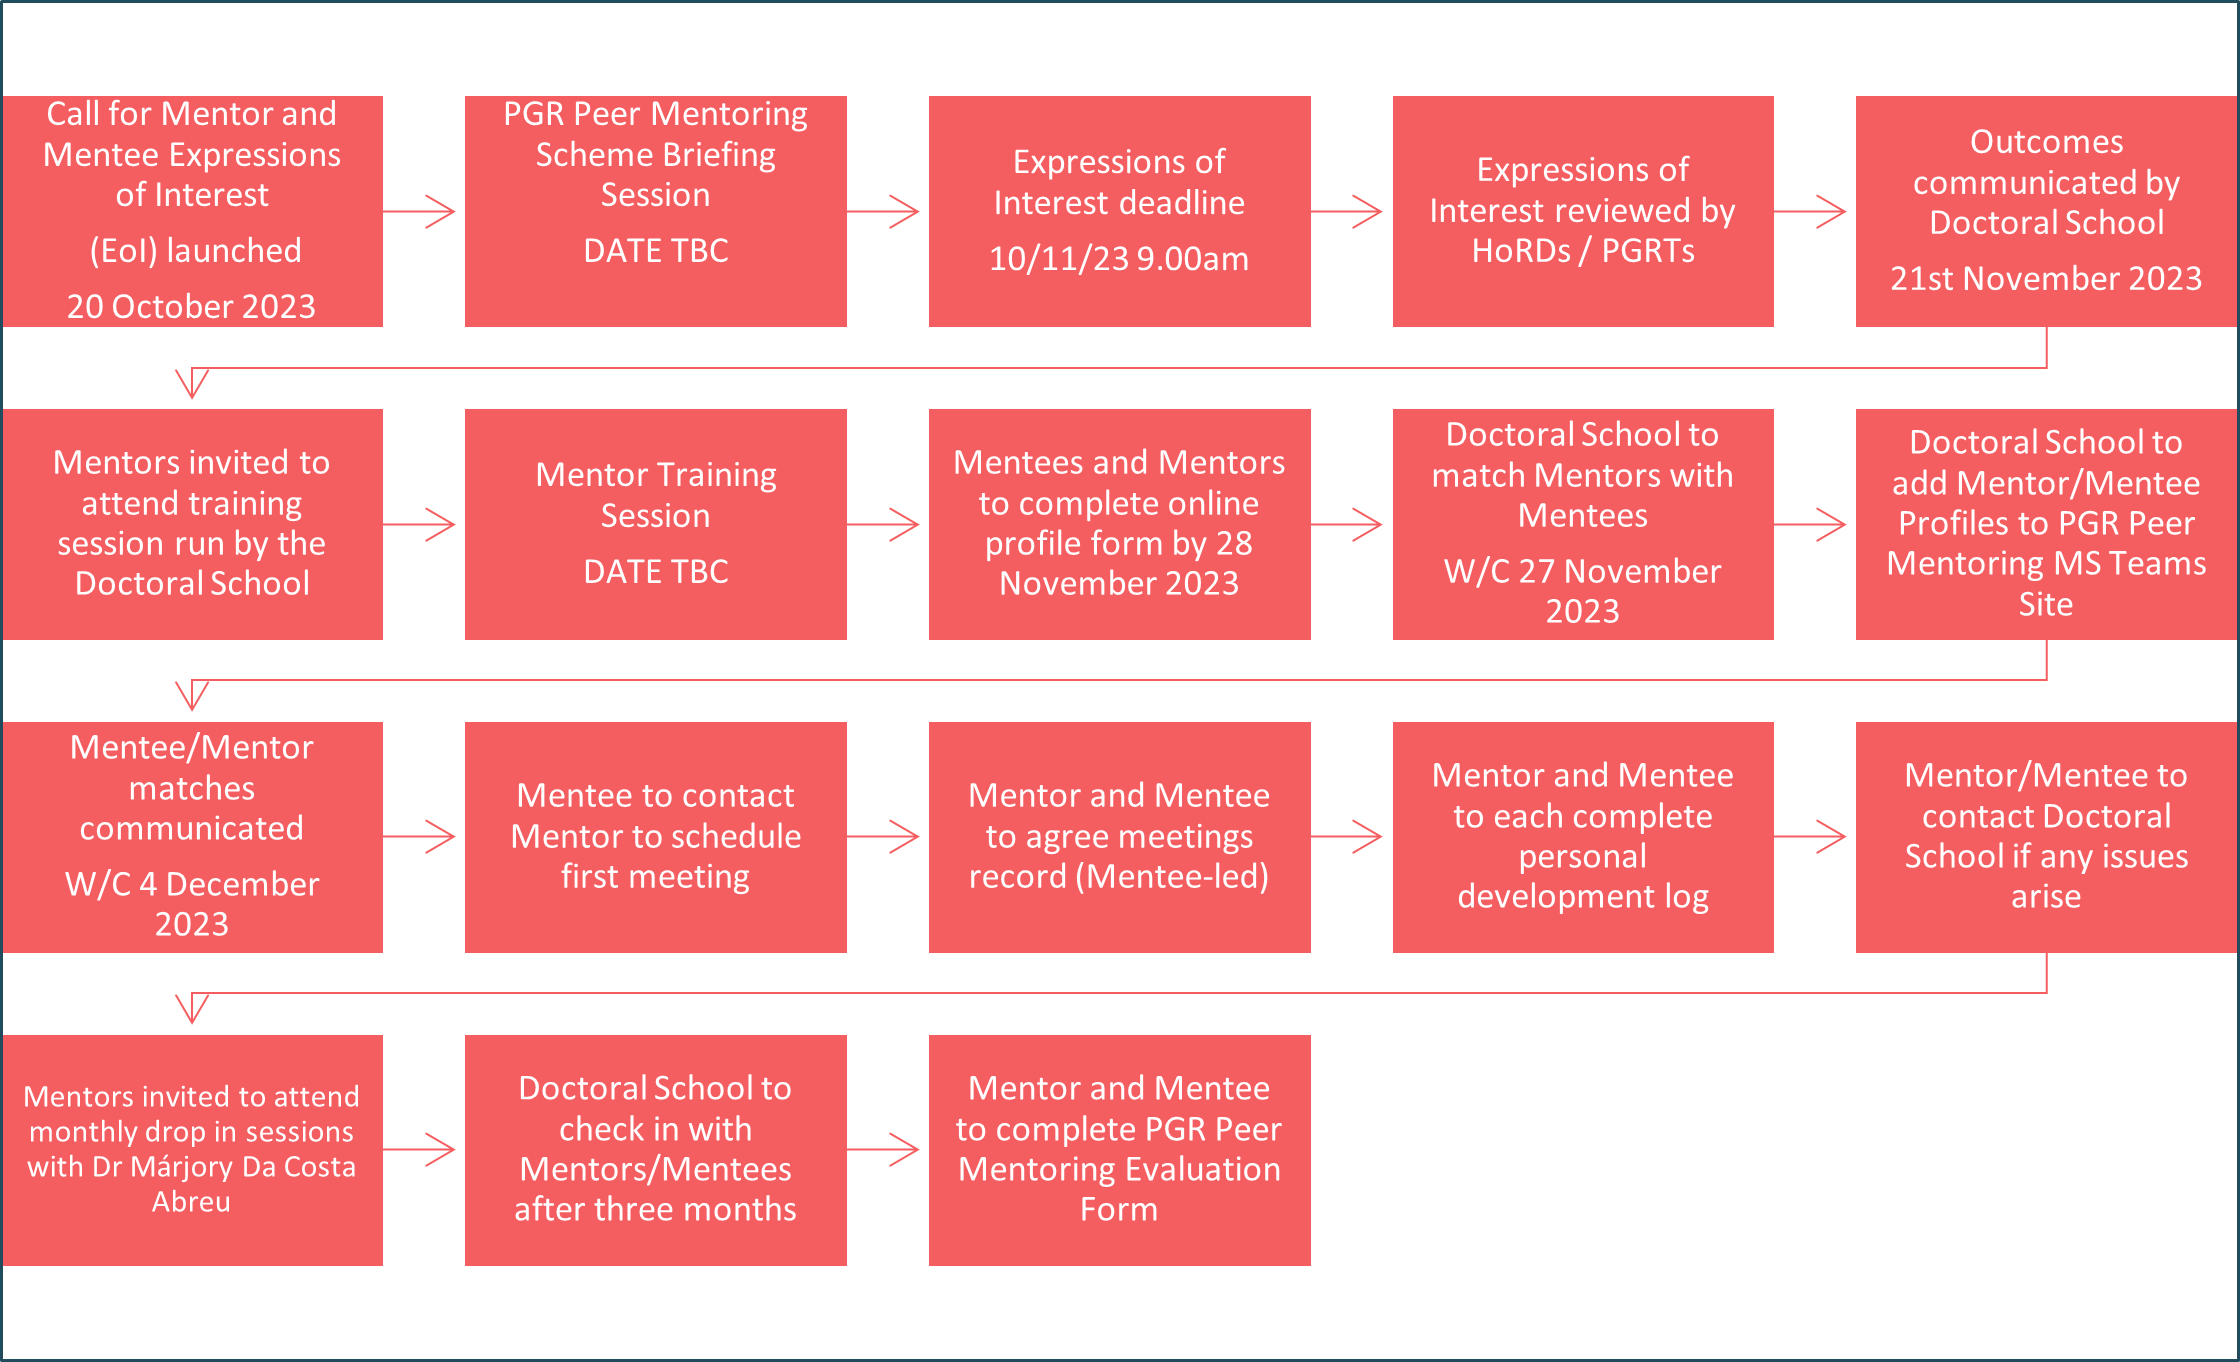 Call for Mentor and
Mentee Expressions
of Interest
(EoI) launched
20 October 2023
PGR Peer Mentoring
Scheme Briefing
Session
DATE TBC
Expressions of
Interest deadline
10/11/23 9.00am
Expressions of
Interest reviewed by
HoRDs / PGRTs
Outcomes
communicated by
Doctoral School
21st November 2023
Mentors invited to
attend training
session run by the
Doctoral School
Mentor Training
Session
DATE TBC
Mentees and Mentors
to complete online
profile form by 28
November 2023
Doctoral School to
match Mentors with
Mentees
W/C 27 November
2023
Doctoral School to
add Mentor/Mentee
Profiles to PGR Peer
Mentoring MS Teams
Site
Mentee/Mentor
matches
communicated
W/C 4 December
2023
Mentee to contact
Mentor to schedule
first meeting
Mentor and Mentee
to agree meetings
record (Mentee-led)
Mentor and Mentee
to each complete
personal
development log
Mentor/Mentee to
contact Doctoral
School if any issues
arise
Mentors invited to attend
monthly drop in sessions
with Dr Márjory Da Costa
Abreu
Doctoral School to
check in with
Mentors/Mentees
after three months
Mentor and Mentee
to complete PGR Peer
Mentoring Evaluation
Form